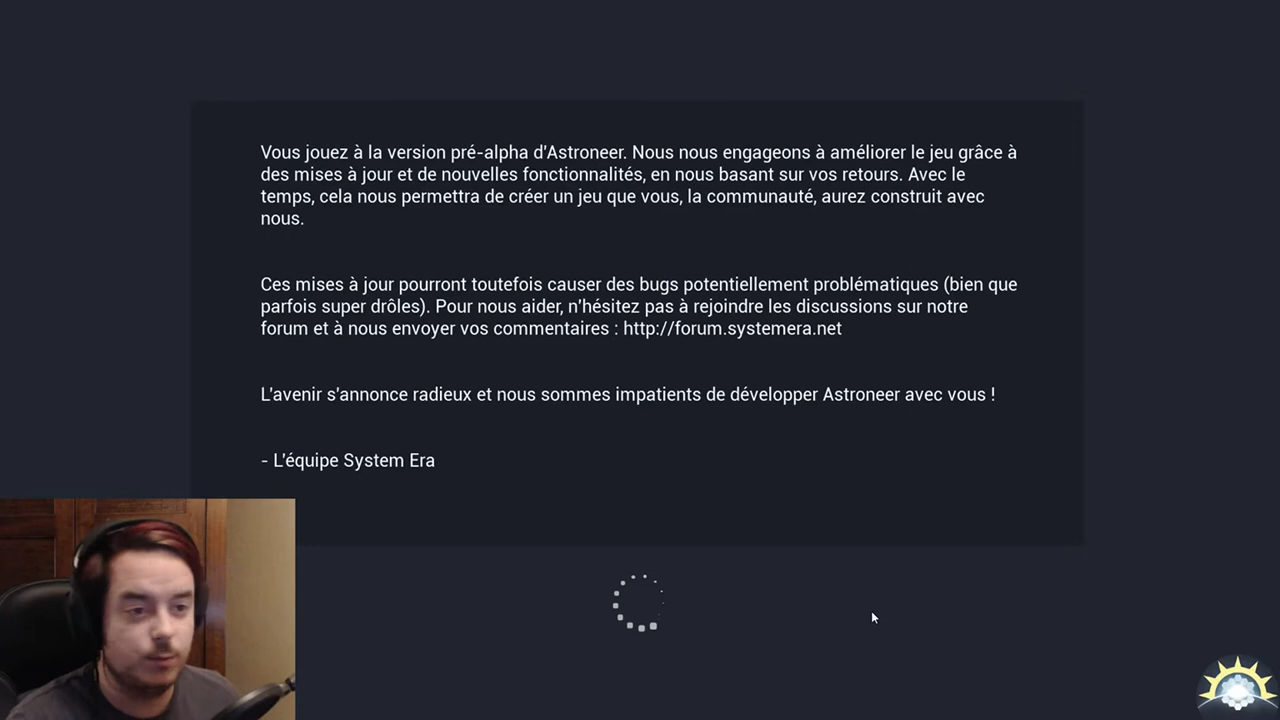 Vous jouez à la version pré-alpha d'Astroneer. Nous nous engageons à améliorer le jeu grâce à
des mises à jour et de nouvelles fonctionnalités, en nous basant sur vos retours. Avec le
temps, cela nous permettra de créer un jeu que vous, la communauté, aurez construit avec
nous.
Ces mises à jour pourront toutefois causer des bugs potentiellement problématiques (bien que
parfois super drôles). Pour nous aider, n'hésitez pas à rejoindre les discussions sur notre
forum et à nous envoyer vos commentaires : http://forum.systemera.net
L'avenir s'annonce radieux et nous sommes impatients de développer Astroneer avec vous !
- L'équipe System Era